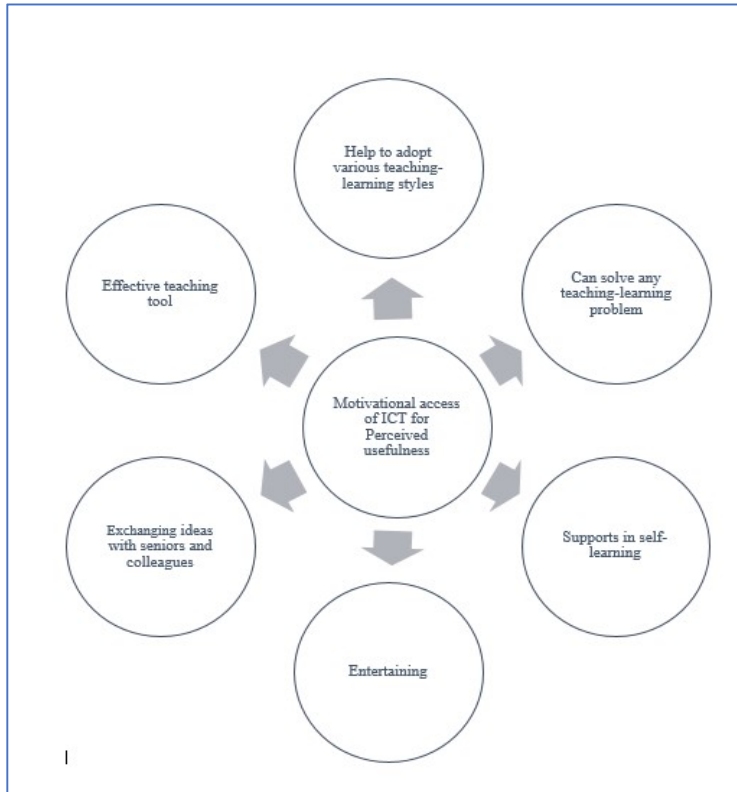 Help to adopt
various teaching-
learning styles
Effective teaching
tool
Can solve any
teaching-learning
problem
Motivational access
of ICT for
Perceived
usefulness
Exchanging ideas
with seniors and
colleagues
Supports in self-
learning
Entertaining